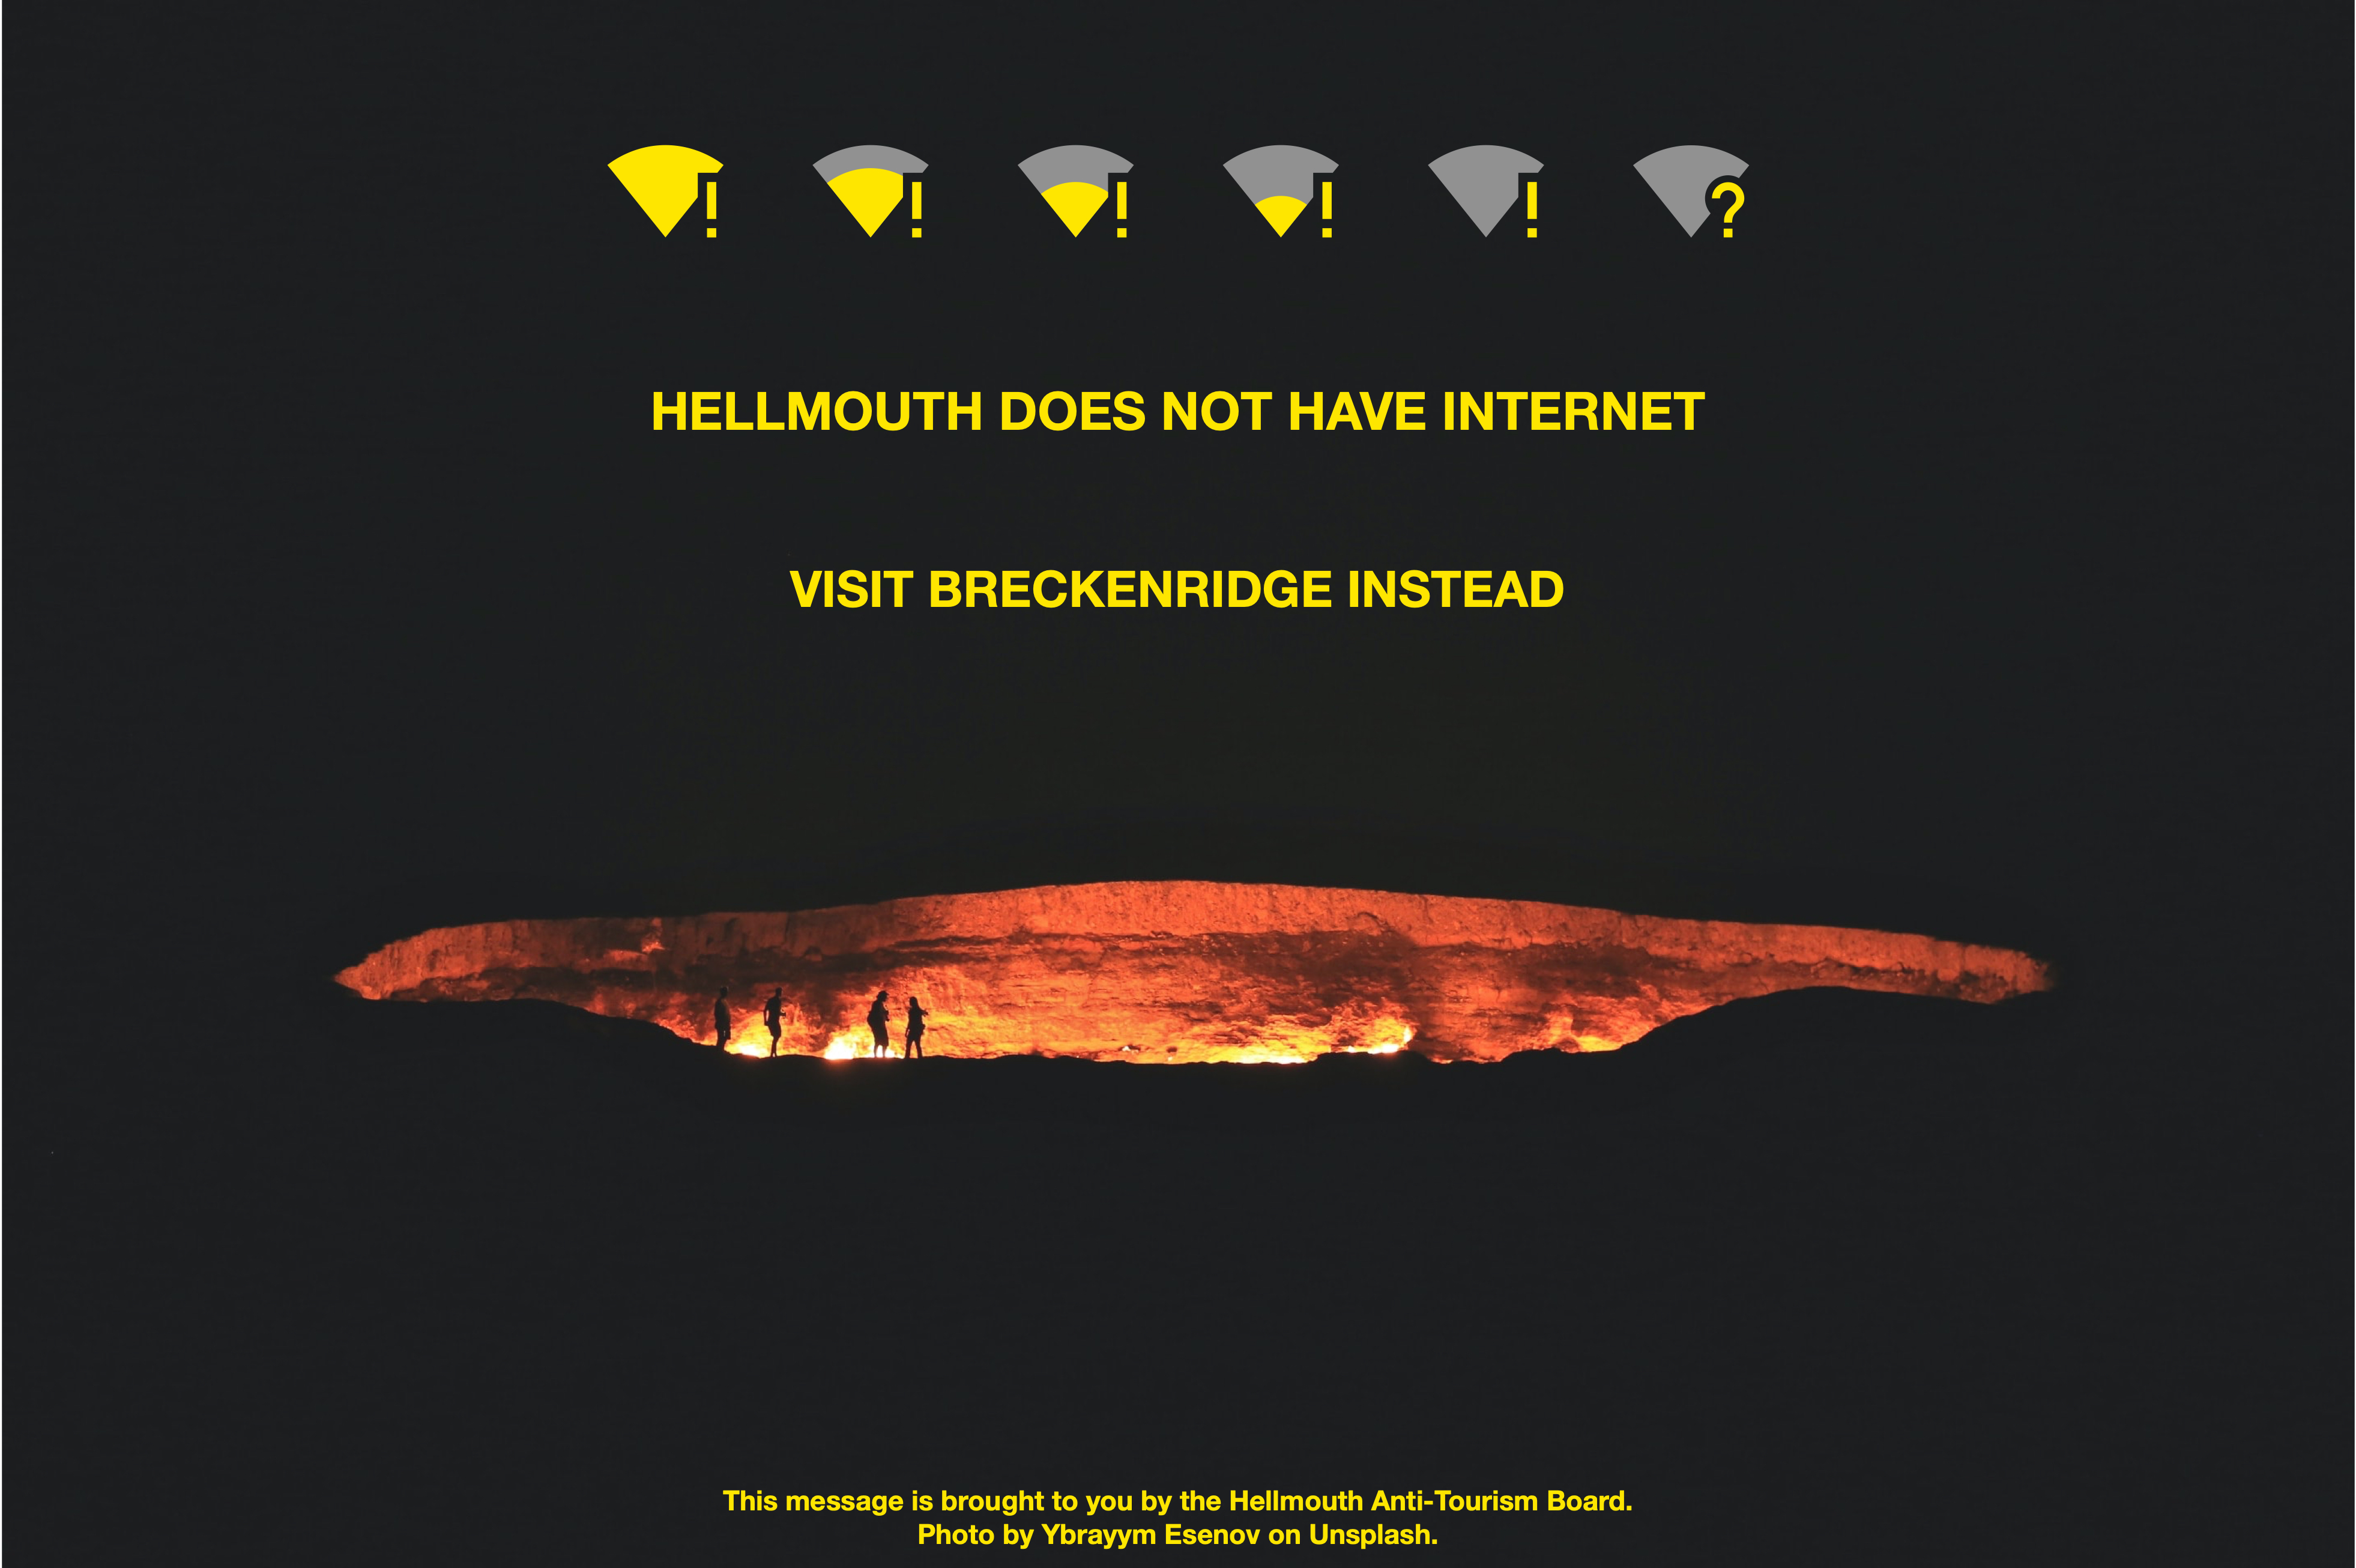 ! ! ! ! ! ?
HELLMOUTH DOES NOT HAVE INTERNET
VISIT BRECKENRIDGE INSTEAD
This message is brought to you by the Hellmouth Anti-Tourism Board.
Photo by Ybrayym Esenov on Unsplash.